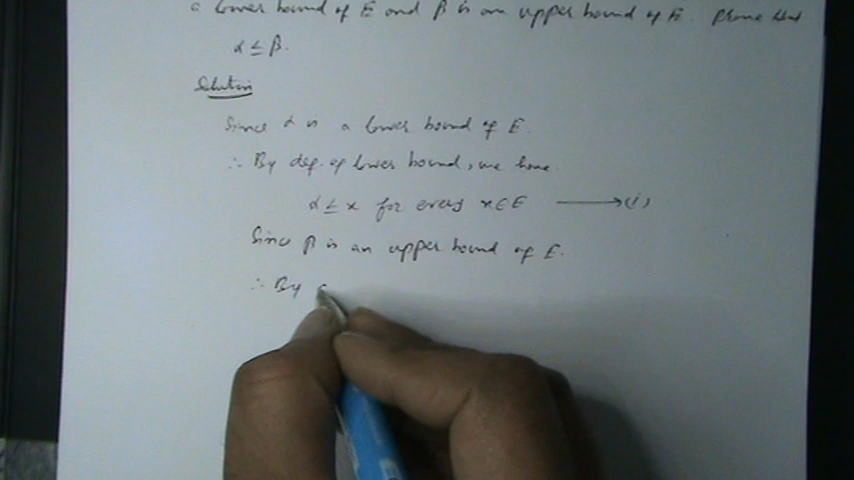 a lower bound of E and β is an upper bound of E. Prove that
α ≤ β.
Solution
Since α is a lower bound of E.
∴ By def. of lower bound, we have.
α ≤ x for every x ∈ E ⟶ (i)
Since β is an upper bound of E.
∴ By